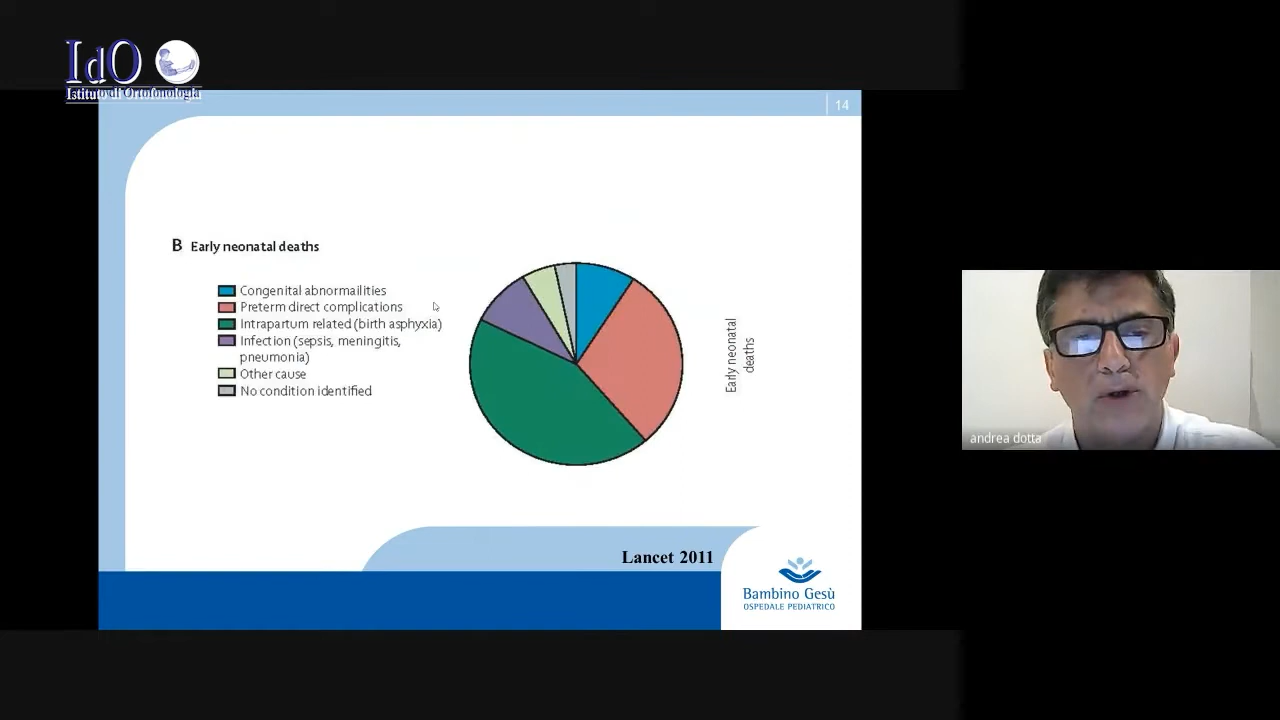 IdO
Istituto di Ortofonologia
14
B Early neonatal deaths
Congenital abnormailities
Preterm direct complications
Intrapartum related (birth asphyxia)
Infection (sepsis, meningitis,
pneumonia)
Other cause
No condition identified
Early neonatal
deaths
Lancet 2011
Bambino Gesù
OSPEDALE PEDIATRICO
andrea dotta